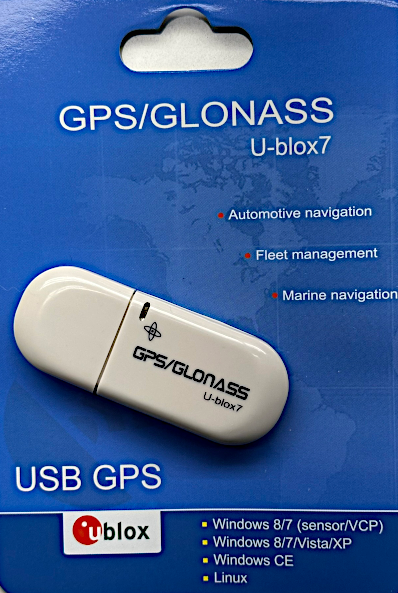 GPS/GLONASS
U-blox7
Automotive navigation
Fleet management
Marine navigation
GPS/GLONASS
U-blox7
USB GPS
ublox
Windows 8/7 (sensor/VCP)
Windows 8/7/Vista/XP
Windows CE
Linux